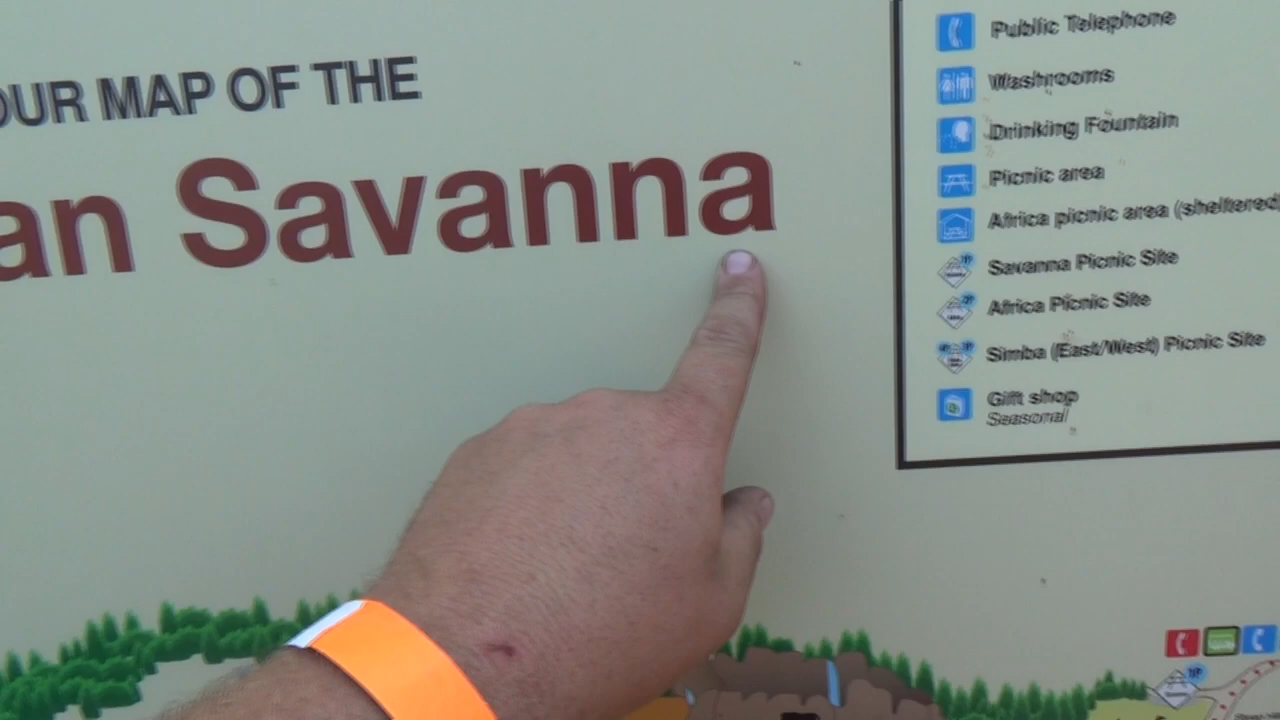 OUR MAP OF THE
an Savanna
Public Telephone
Washrooms
Drinking Fountain
Picnic area
Africa picnic area (sheltered)
Savanna Picnic Site
Africa Picnic Site
Simba (East/West) Picnic Site
Gift shop
Seasonal